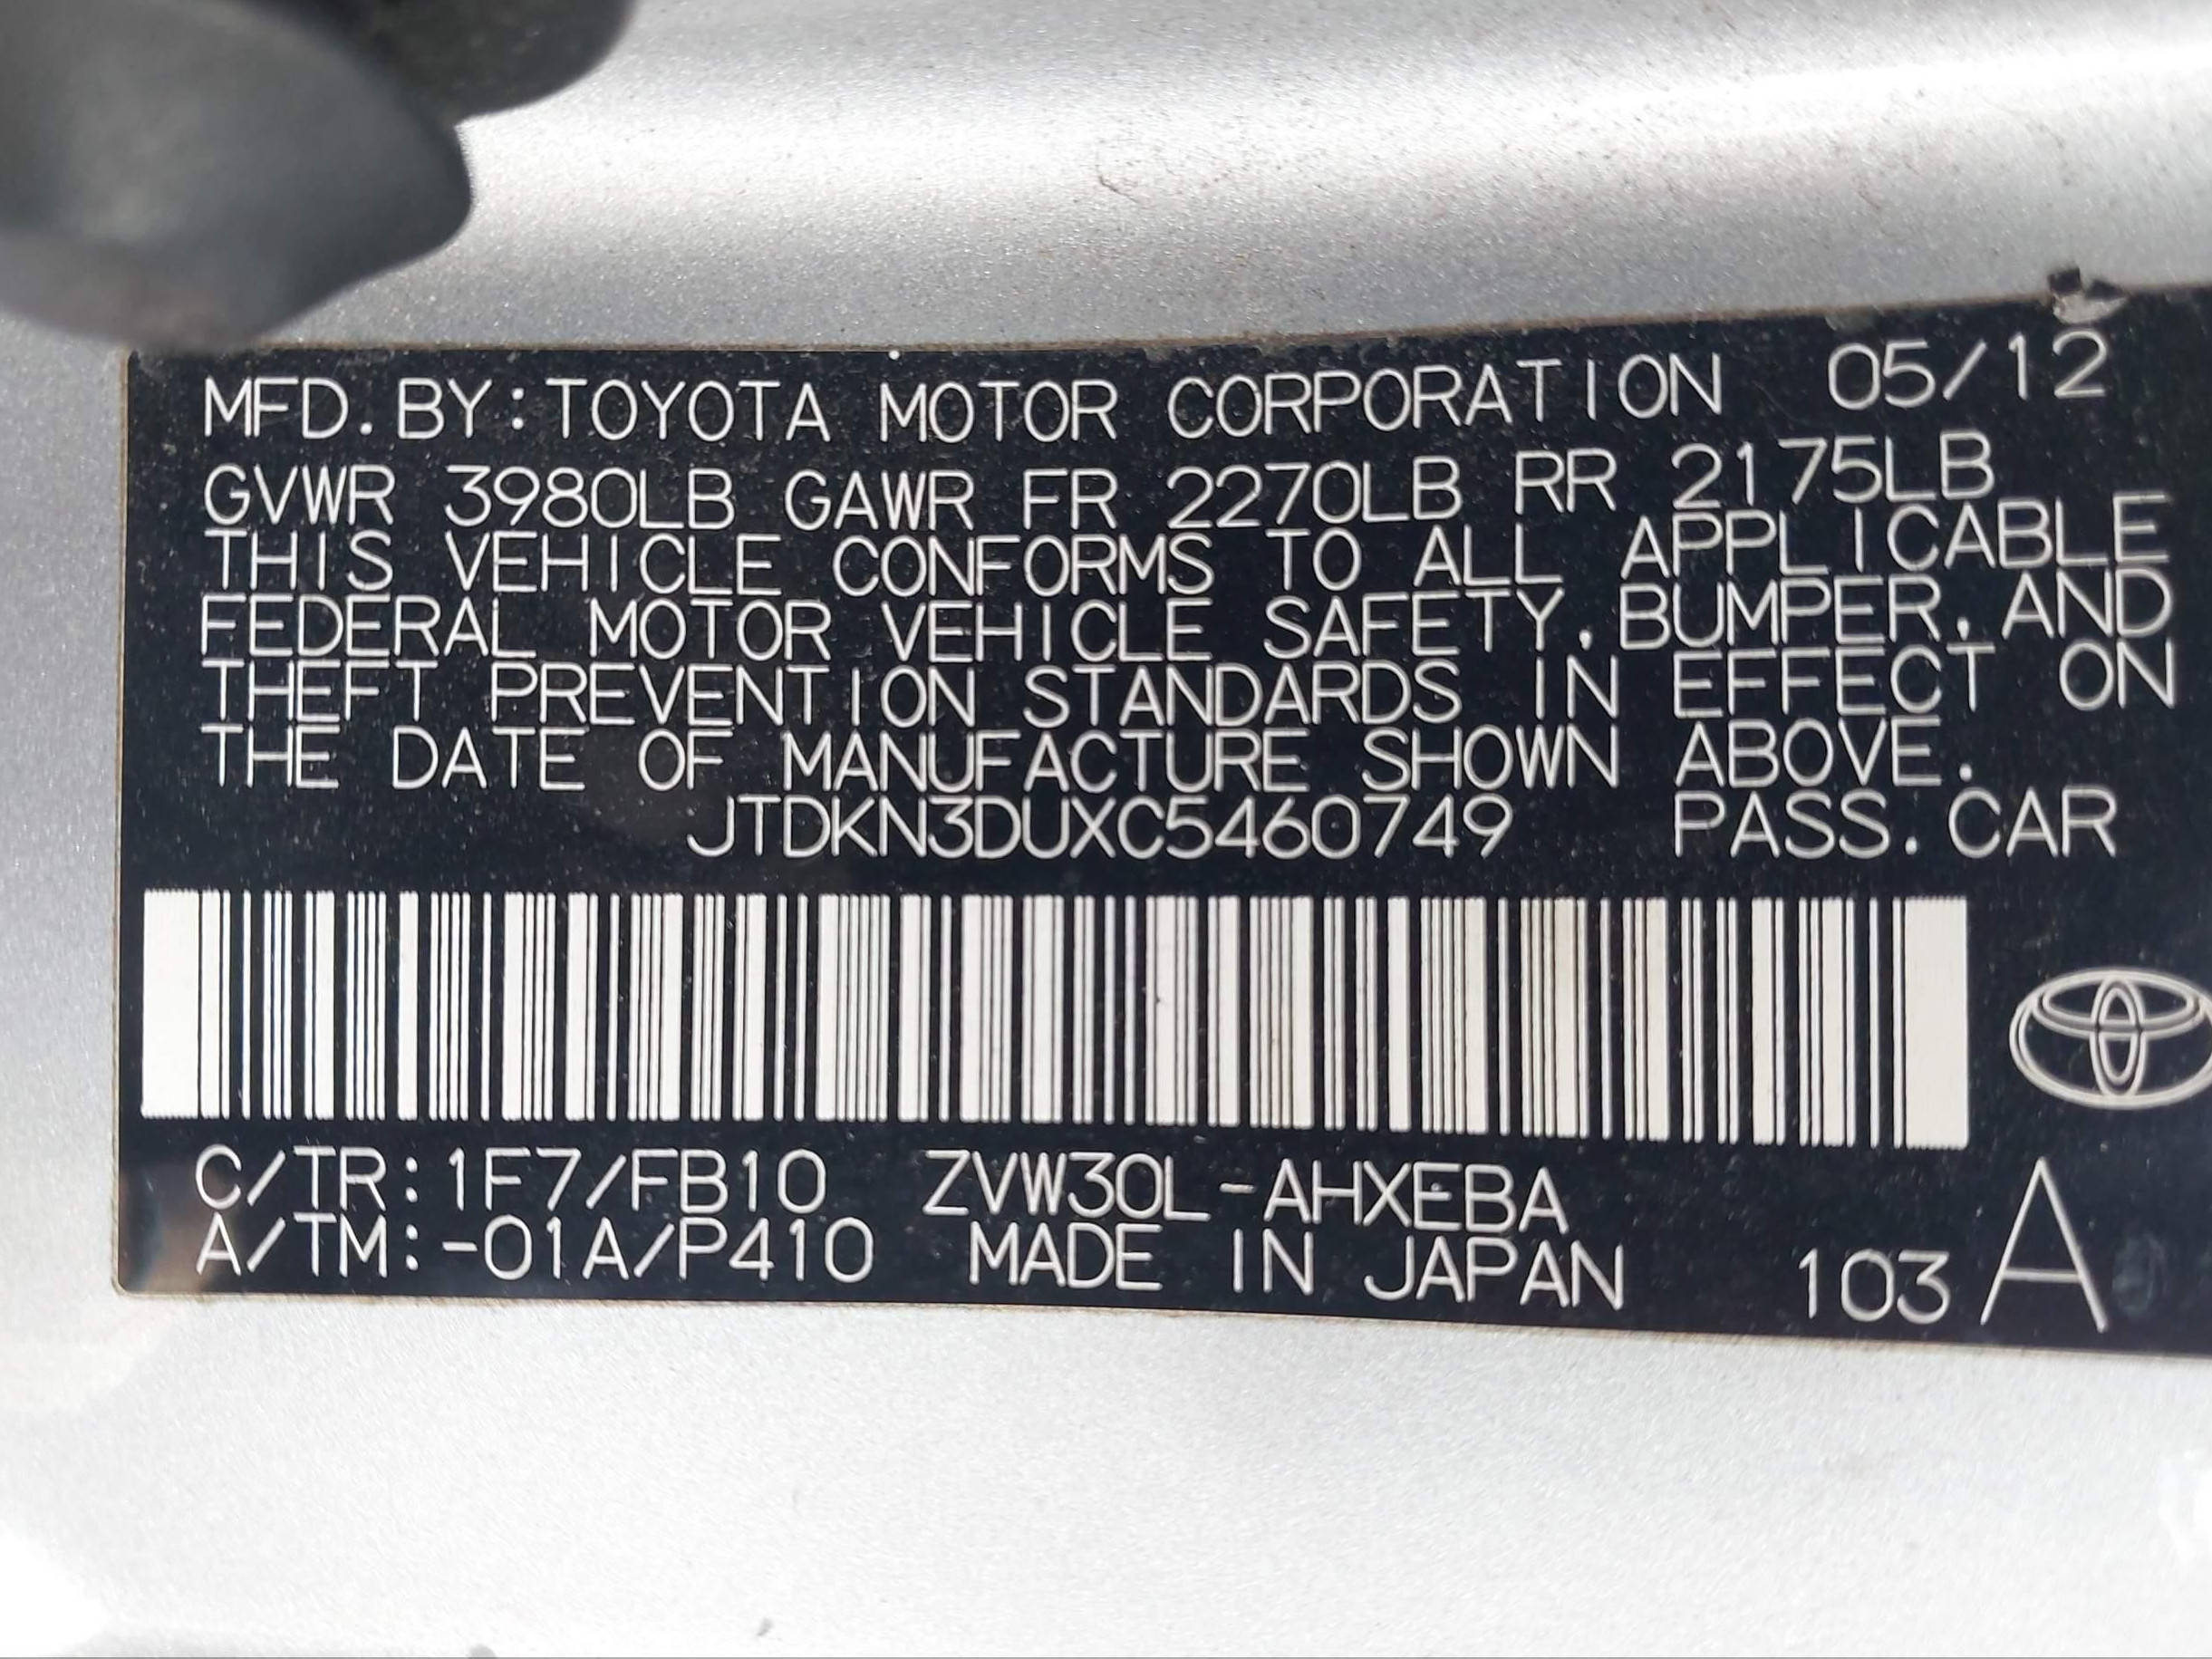 MFD. BY: TOYOTA MOTOR CORPORATION 05/12
GVWR 3980LB GAWR FR 2270LB RR 2175LB
THIS VEHICLE CONFORMS TO ALL APPLICABLE
FEDERAL MOTOR VEHICLE SAFETY, BUMPER, AND
THEFT PREVENTION STANDARDS IN EFFECT ON
THE DATE OF MANUFACTURE SHOWN ABOVE.
JTDKN3DUXC5460749 PASS. CAR
C/TR: 1F7/FB10 ZVW30L-AHXEBA
A/TM: -01A/P410 MADE IN JAPAN 103 A